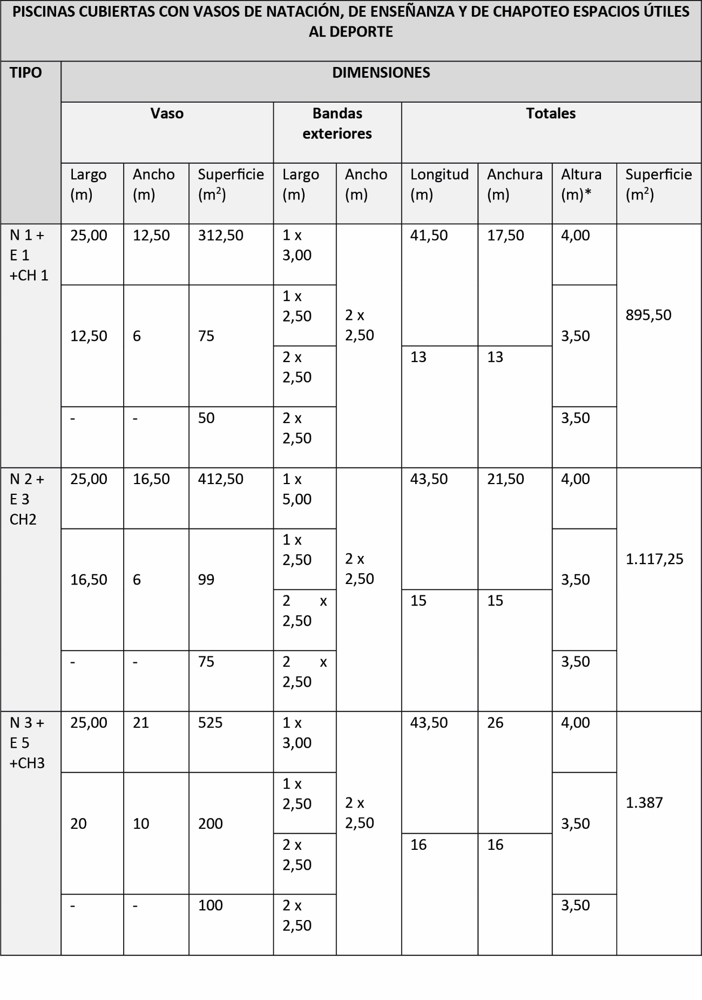 PISCINAS CUBIERTAS CON VASOS DE NATACIÓN, DE ENSEÑANZA Y DE CHAPOTEO ESPACIOS ÚTILES
AL DEPORTE
TIPO
DIMENSIONES
Vaso
Bandas
exteriores
Totales
Largo
(m)
Ancho
(m)
Superficie
(m²)
Largo
(m)
Ancho
(m)
Longitud
(m)
Anchura
(m)
Altura
(m)*
Superficie
(m²)
N 1 +
E 1
+CH 1
25,00
12,50
312,50
1 x
3,00
2 x
2,50
41,50
17,50
4,00
895,50
12,50
6
75
1 x
2,50
3,50
2 x
2,50
13
13
-
-
50
2 x
2,50
3,50
N 2 +
E 3
CH2
25,00
16,50
412,50
1 x
5,00
2 x
2,50
43,50
21,50
4,00
1.117,25
16,50
6
99
1 x
2,50
3,50
2 x
2,50
15
15
-
-
75
2 x
2,50
3,50
N 3 +
E 5
+CH3
25,00
21
525
1 x
3,00
2 x
2,50
43,50
26
4,00
1.387
20
10
200
1 x
2,50
3,50
2 x
2,50
16
16
-
-
100
2 x
2,50
3,50